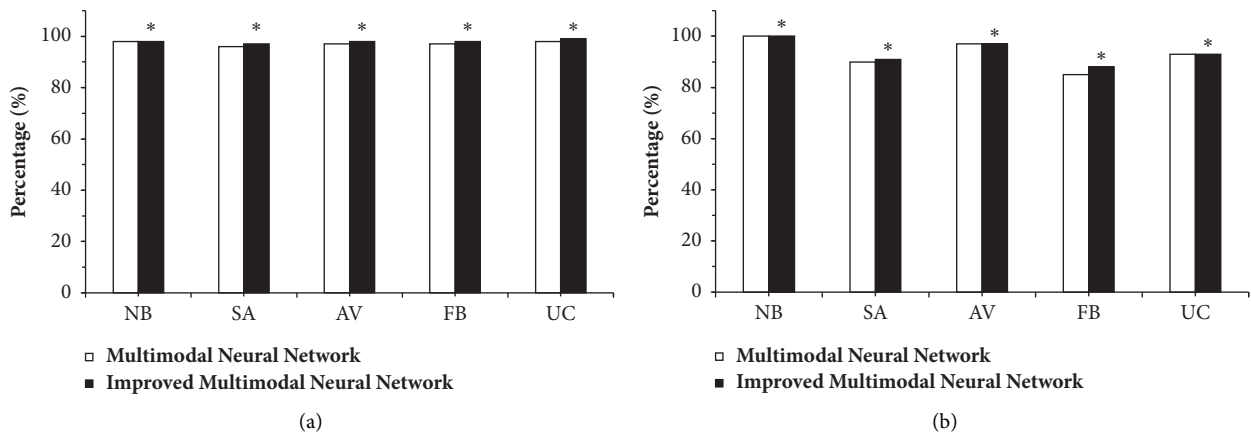 Percentage (%)
100
80
60
40
20
0
*
*
*
*
*
NB
SA
AV
FB
UC
Multimodal Neural Network
Improved Multimodal Neural Network
(a)
Percentage (%)
100
80
60
40
20
0
*
*
*
*
*
NB
SA
AV
FB
UC
Multimodal Neural Network
Improved Multimodal Neural Network
(b)